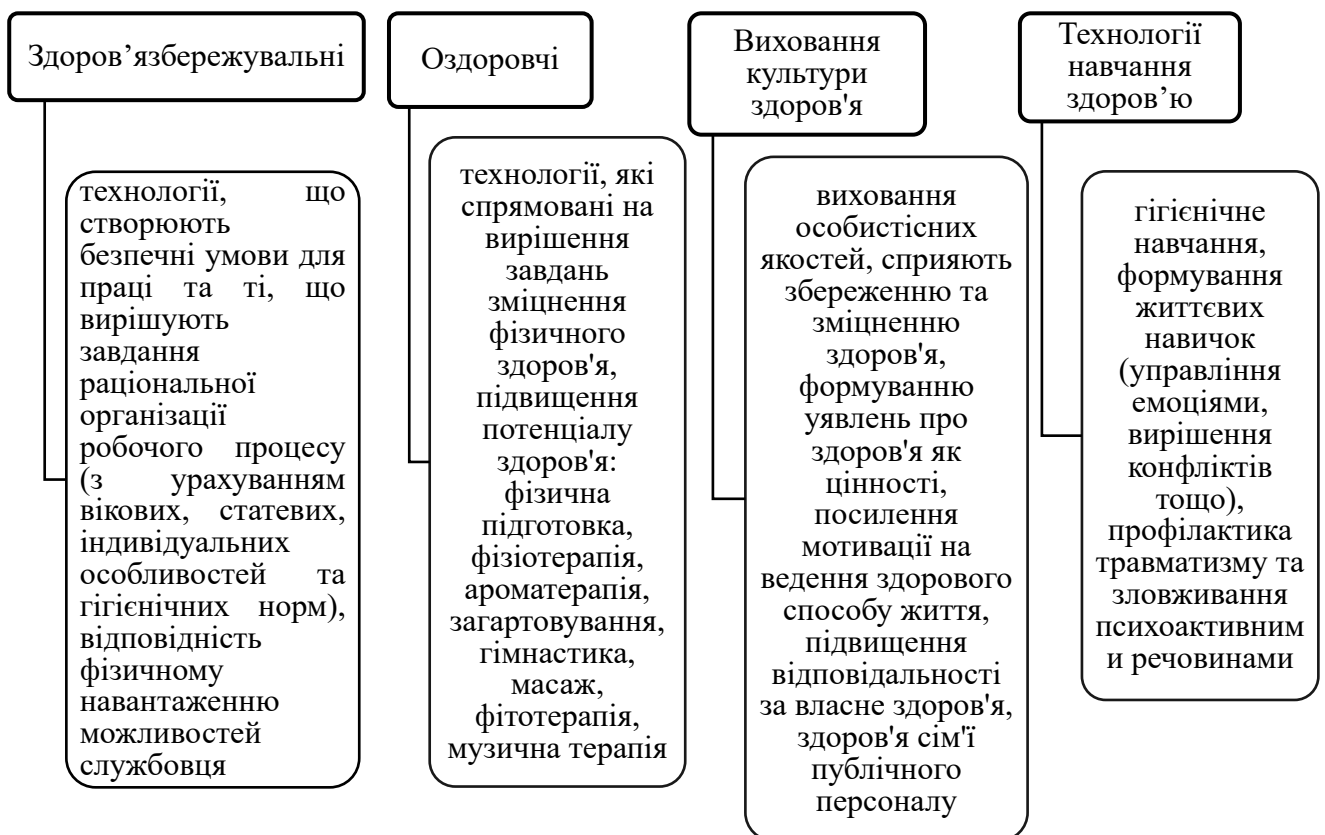 Здоров’язбережувальні
технології, що
створюють
безпечні умови для
праці та ті, що
вирішують
завдання
раціональної
організації
робочого процесу
(з урахуванням
вікових, статевих,
індивідуальних
особливостей та
гігієнічних норм),
відповідність
фізичному
навантаженню
можливостей
службовця
Оздоровчі
технології, які
спрямовані на
вирішення
завдань
зміцнення
фізичного
здоров'я,
підвищення
потенціалу
здоров'я:
фізична
підготовка,
фізіотерапія,
ароматерапія,
загартовування,
гімнастика,
масаж,
фітотерапія,
музична терапія
Виховання
культури
здоров'я
виховання
особистісних
якостей, сприяють
збереженню та
зміцненню
здоров'я,
формуванню
уявлень про
здоров'я як
цінності,
посилення
мотивації на
ведення здорового
способу життя,
підвищення
відповідальності
за власне здоров'я,
здоров'я сім'ї
публічного
персоналу
Технології
навчання
здоров’ю
гігієнічне
навчання,
формування
життєвих
навичок
(управління
емоціями,
вирішення
конфліктів
тощо),
профілактика
травматизму та
зловживання
психоактивним
и речовинами